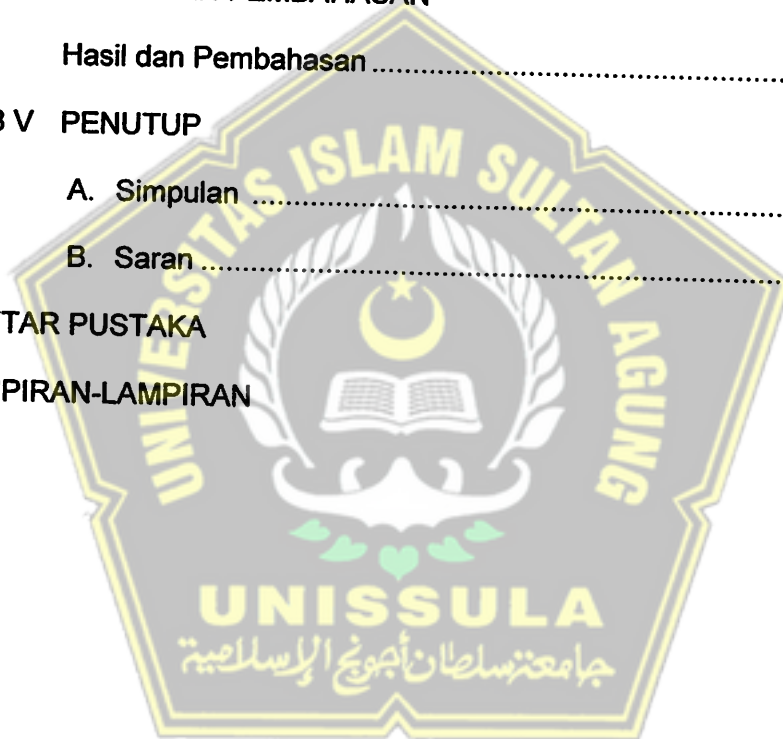 PEMBAHASAN
Hasil dan Pembahasan
V PENUTUP
A. Simpulan
B. Saran
TAR PUSTAKA
PIRAN-LAMPIRAN
UNIVERSITAS ISLAM SULTAN AGUNG
UNISSULA
جامعة سلطان أجونج الإسلامية